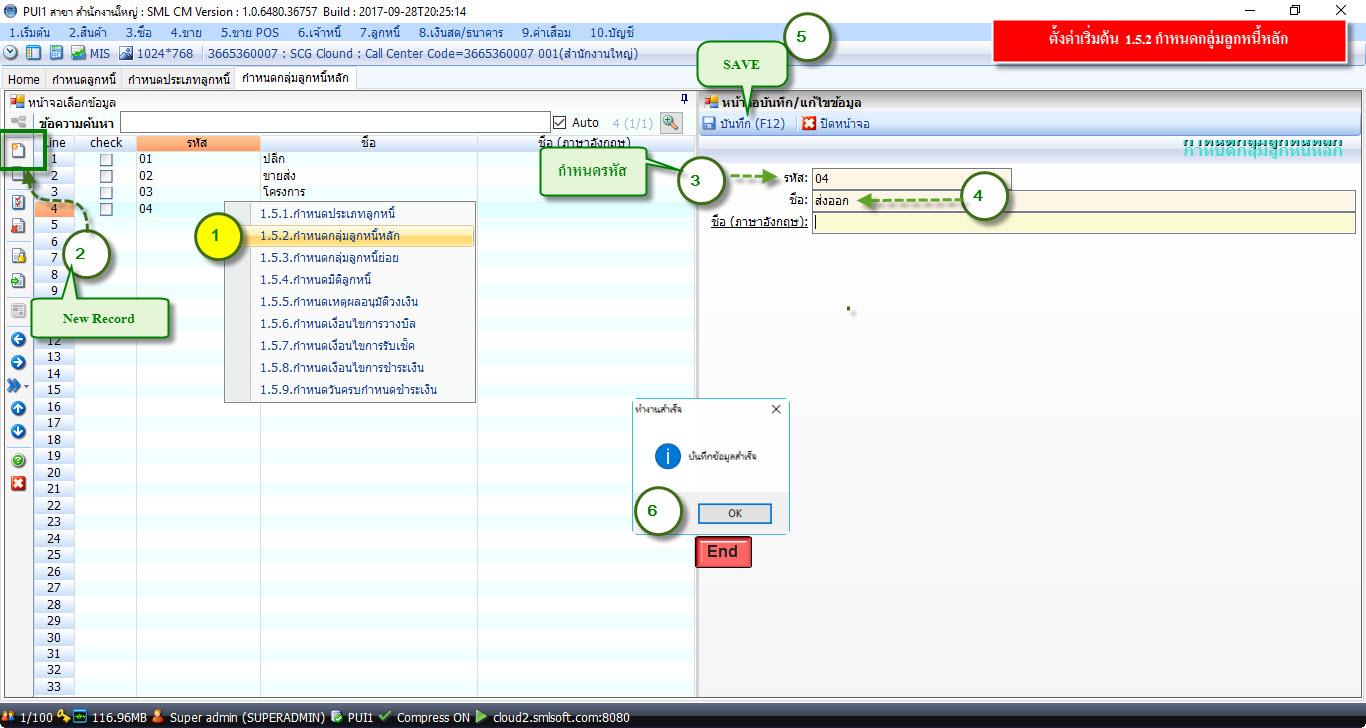 PUI1 สาขา สำนักงานใหญ่ : SML CM Version : 1.0.6480.36757 Build : 2017-09-28T20:25:14
1.เริ่มต้น 2.สินค้า 3.ซื้อ 4.ขาย 5.ขาย POS 6.เจ้าหนี้ 7.ลูกหนี้ 8.เงินสด/ธนาคาร 9.ค่าเสื่อม 10.บัญชี
5
ตั้งค่าเริ่มต้น 1.5.2 กำหนดกลุ่มลูกหนี้หลัก
MIS 1024*768 3665360007 : SCG Clound : Call Center Code=3665360007 001(สำนักงานใหญ่)
SAVE
Home กำหนดลูกหนี้ กำหนดประเภทลูกหนี้ กำหนดกลุ่มลูกหนี้หลัก
หน้าจอเลือกข้อมูล
หน้าจอบันทึก/แก้ไขข้อมูล
ข้อความค้นหา Auto 4 (1/1)
บันทึก (F12) ปิดหน้าจอ
Line check รหัส ชื่อ ชื่อ (ภาษาอังกฤษ)
กำหนดกลุ่มลูกหนี้หลัก
1 01 ปลีก
2 02 ขายส่ง
3 03 โครงการ
4 04
กำหนดรหัส
3
รหัส: 04
ชื่อ: ส่งออก
4
ชื่อ (ภาษาอังกฤษ):
1
1.5.1.กำหนดประเภทลูกหนี้
1.5.2.กำหนดกลุ่มลูกหนี้หลัก
1.5.3.กำหนดกลุ่มลูกหนี้ย่อย
1.5.4.กำหนดมิติลูกหนี้
1.5.5.กำหนดเหตุผลอนุมัติวงเงิน
1.5.6.กำหนดเงื่อนไขการวางบิล
1.5.7.กำหนดเงื่อนไขการรับเช็ค
1.5.8.กำหนดเงื่อนไขการชำระเงิน
1.5.9.กำหนดวันครบกำหนดชำระเงิน
2
New Record
5
6
7
8
9
12
13
14
15
16
17
18
19
20
21
22
23
24
25
26
27
28
29
30
31
32
33
ทำงานสำเร็จ
บันทึกข้อมูลสำเร็จ
6
OK
End
1/100 116.96MB Super admin (SUPERADMIN) PUI1 Compress ON cloud2.smlsoft.com:8080